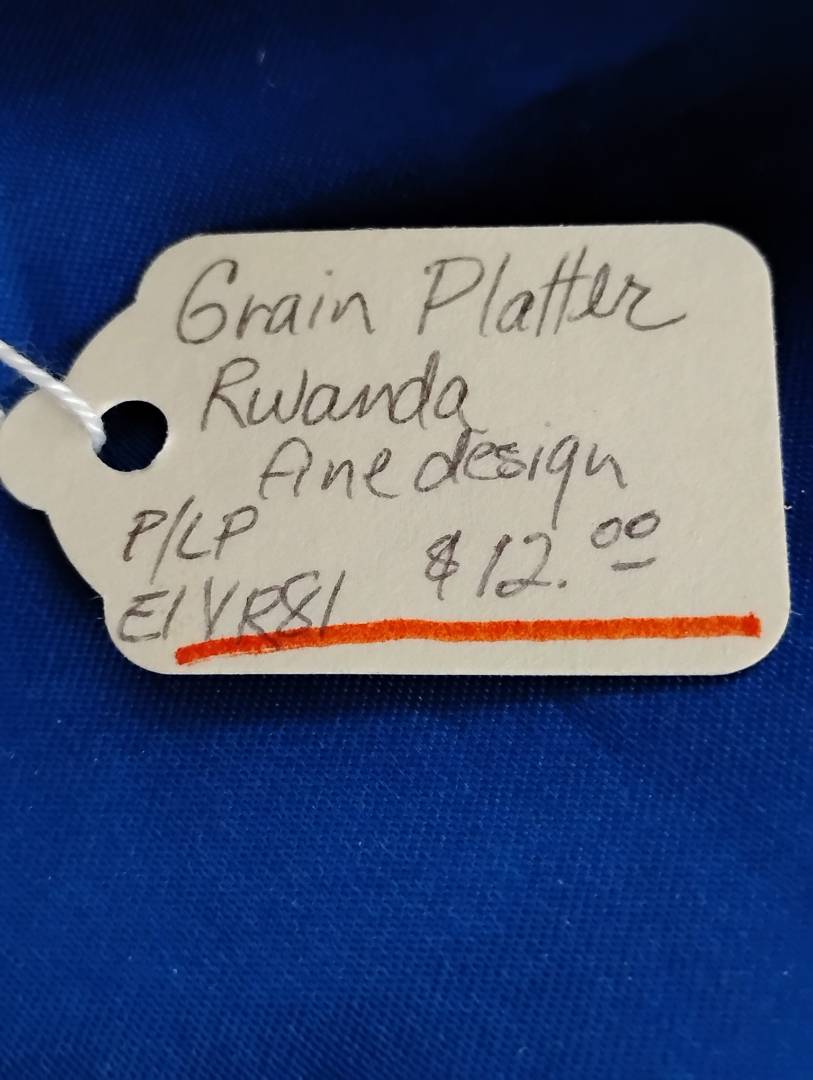 Grain Platter
Rwanda
Fine design
P/LP $12.00
E1VR81